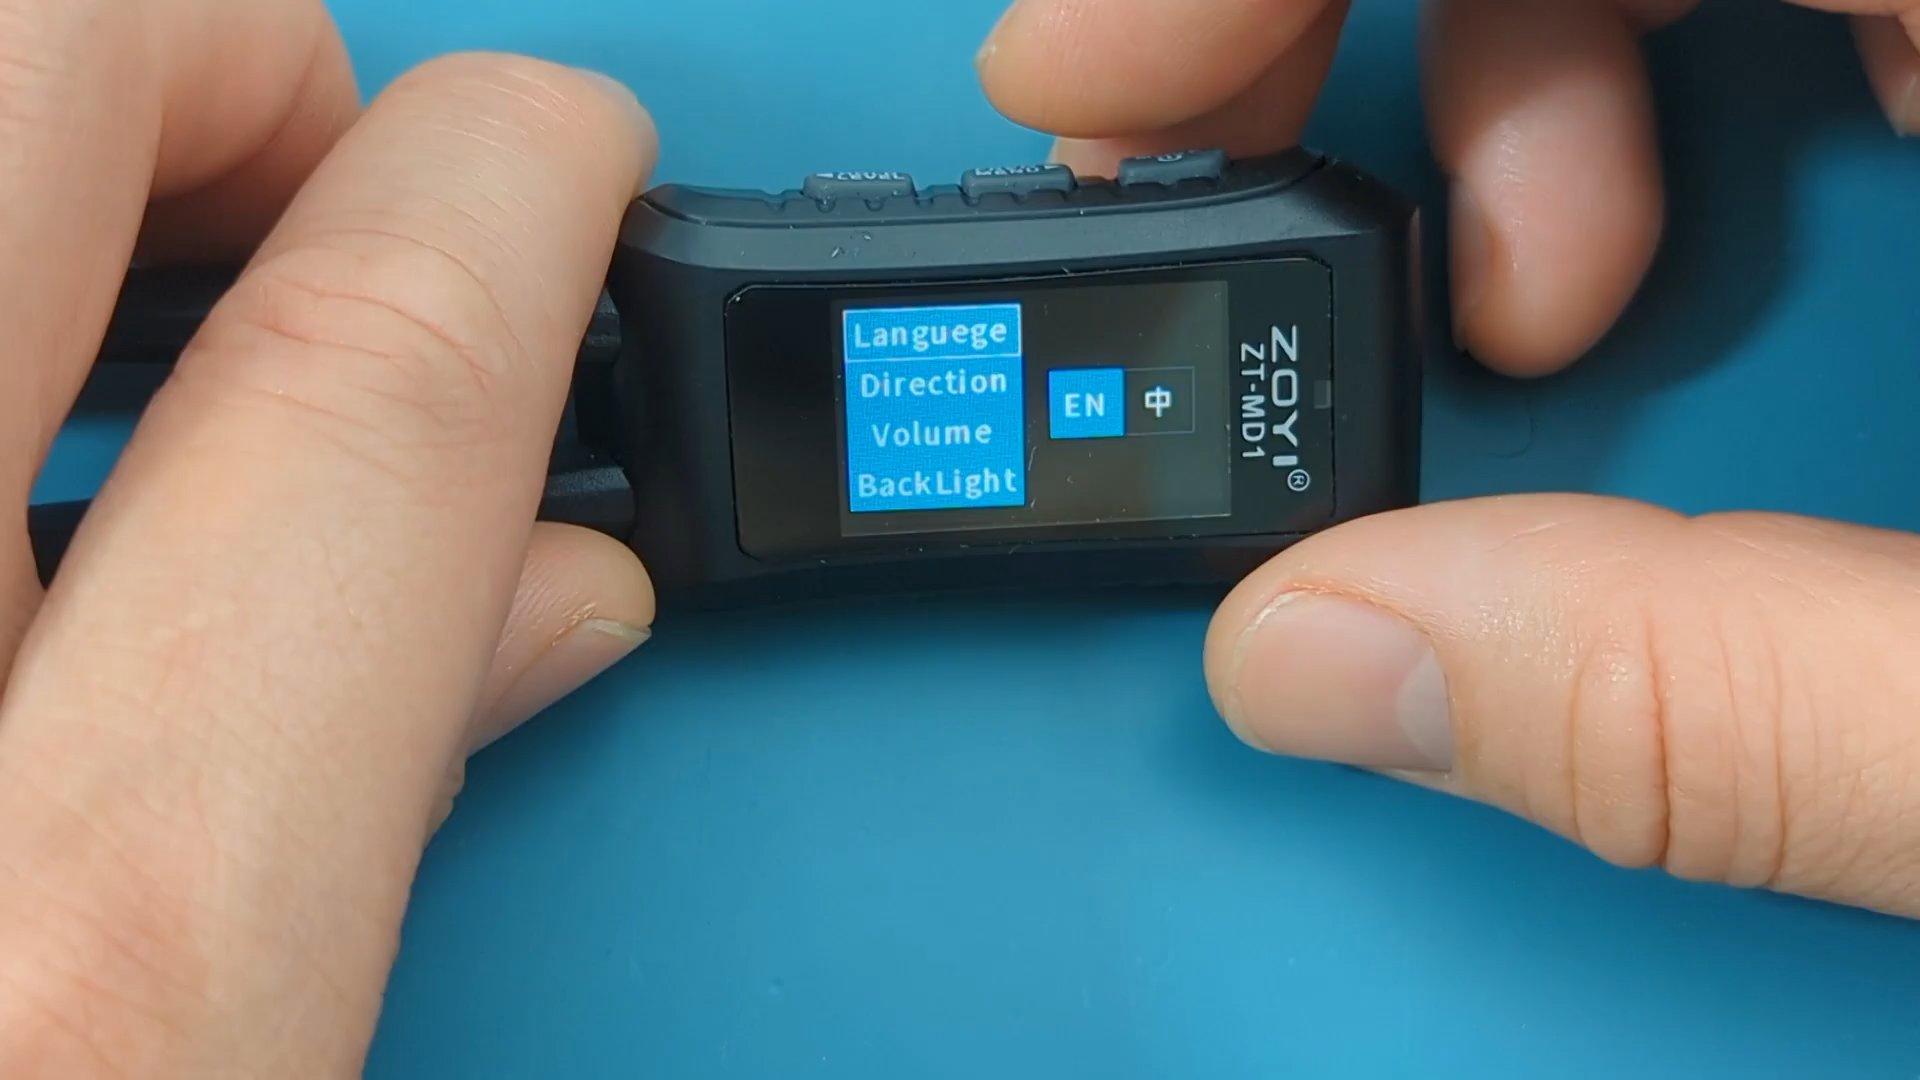 Languege
Direction
Volume
BackLight
EN 中
ZOYI®
ZT-MD1